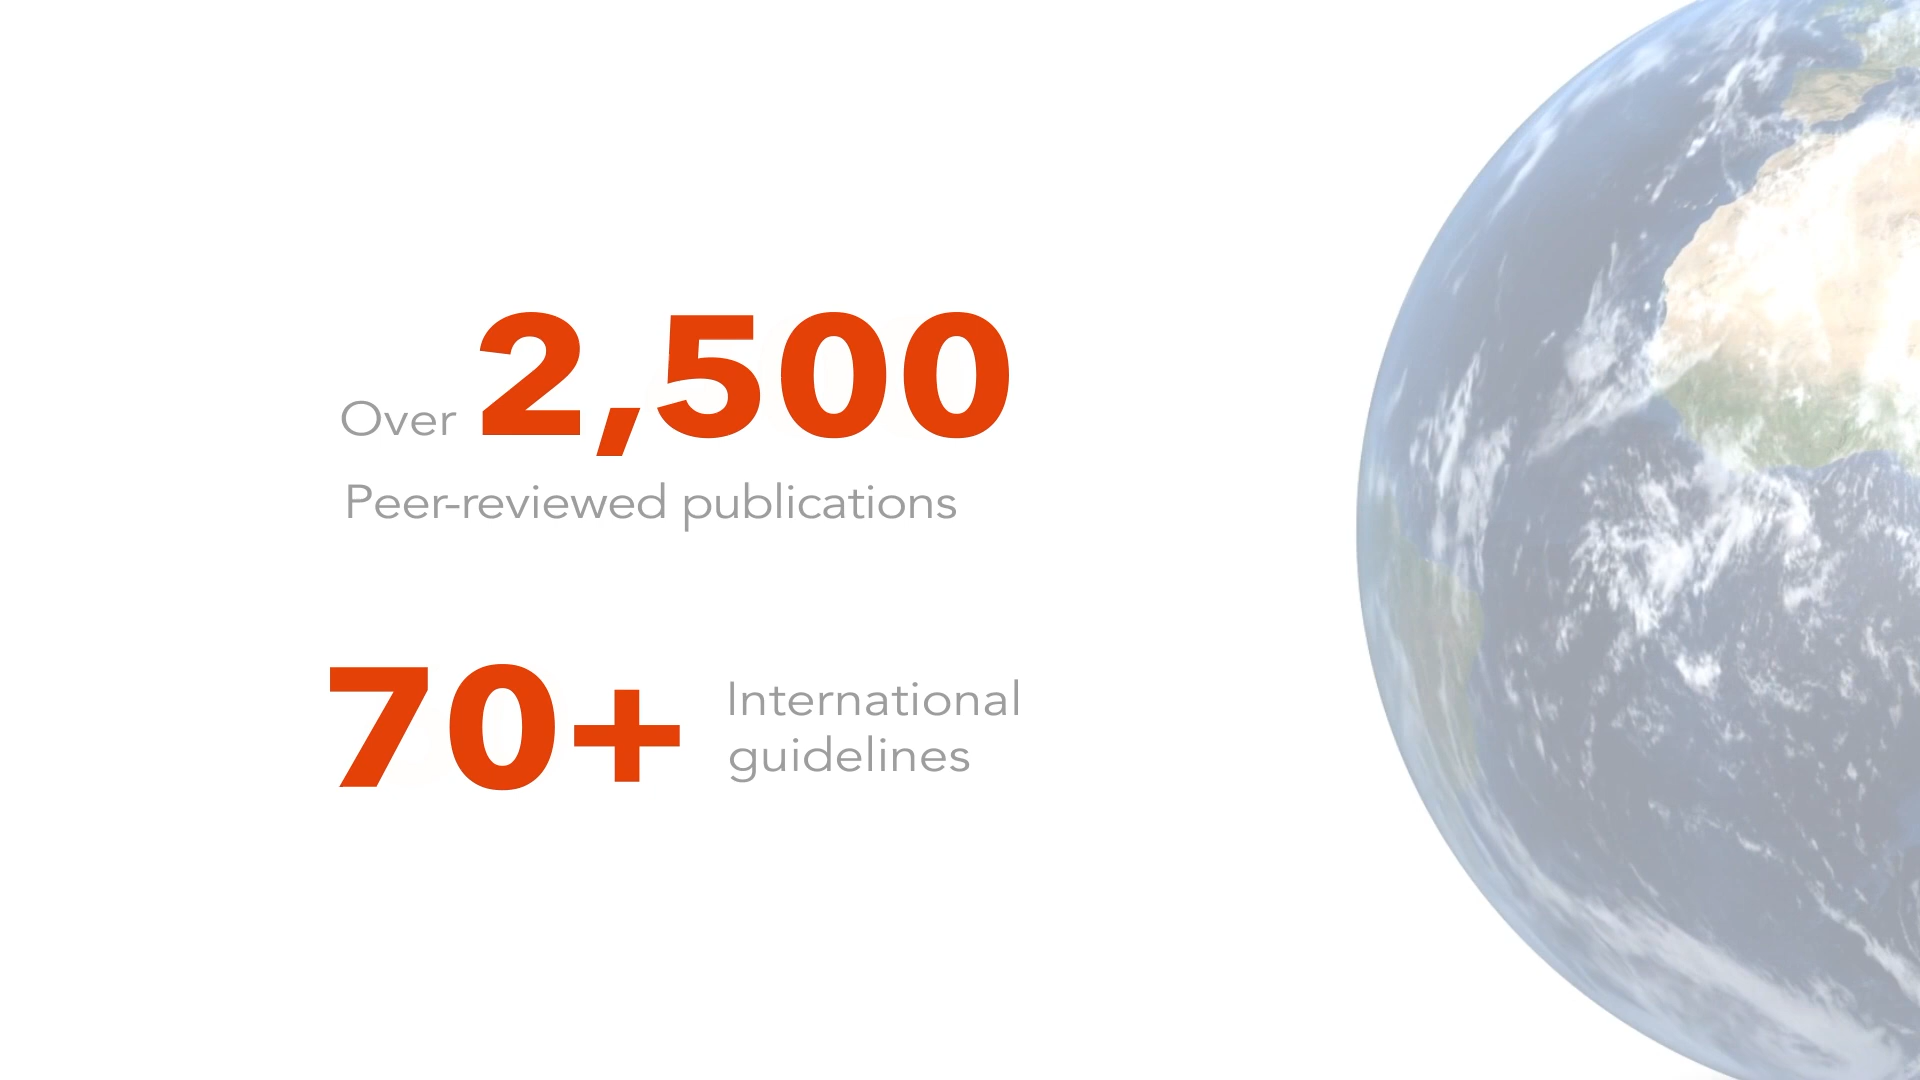 Over 2,500
Peer-reviewed publications
70+ International
guidelines